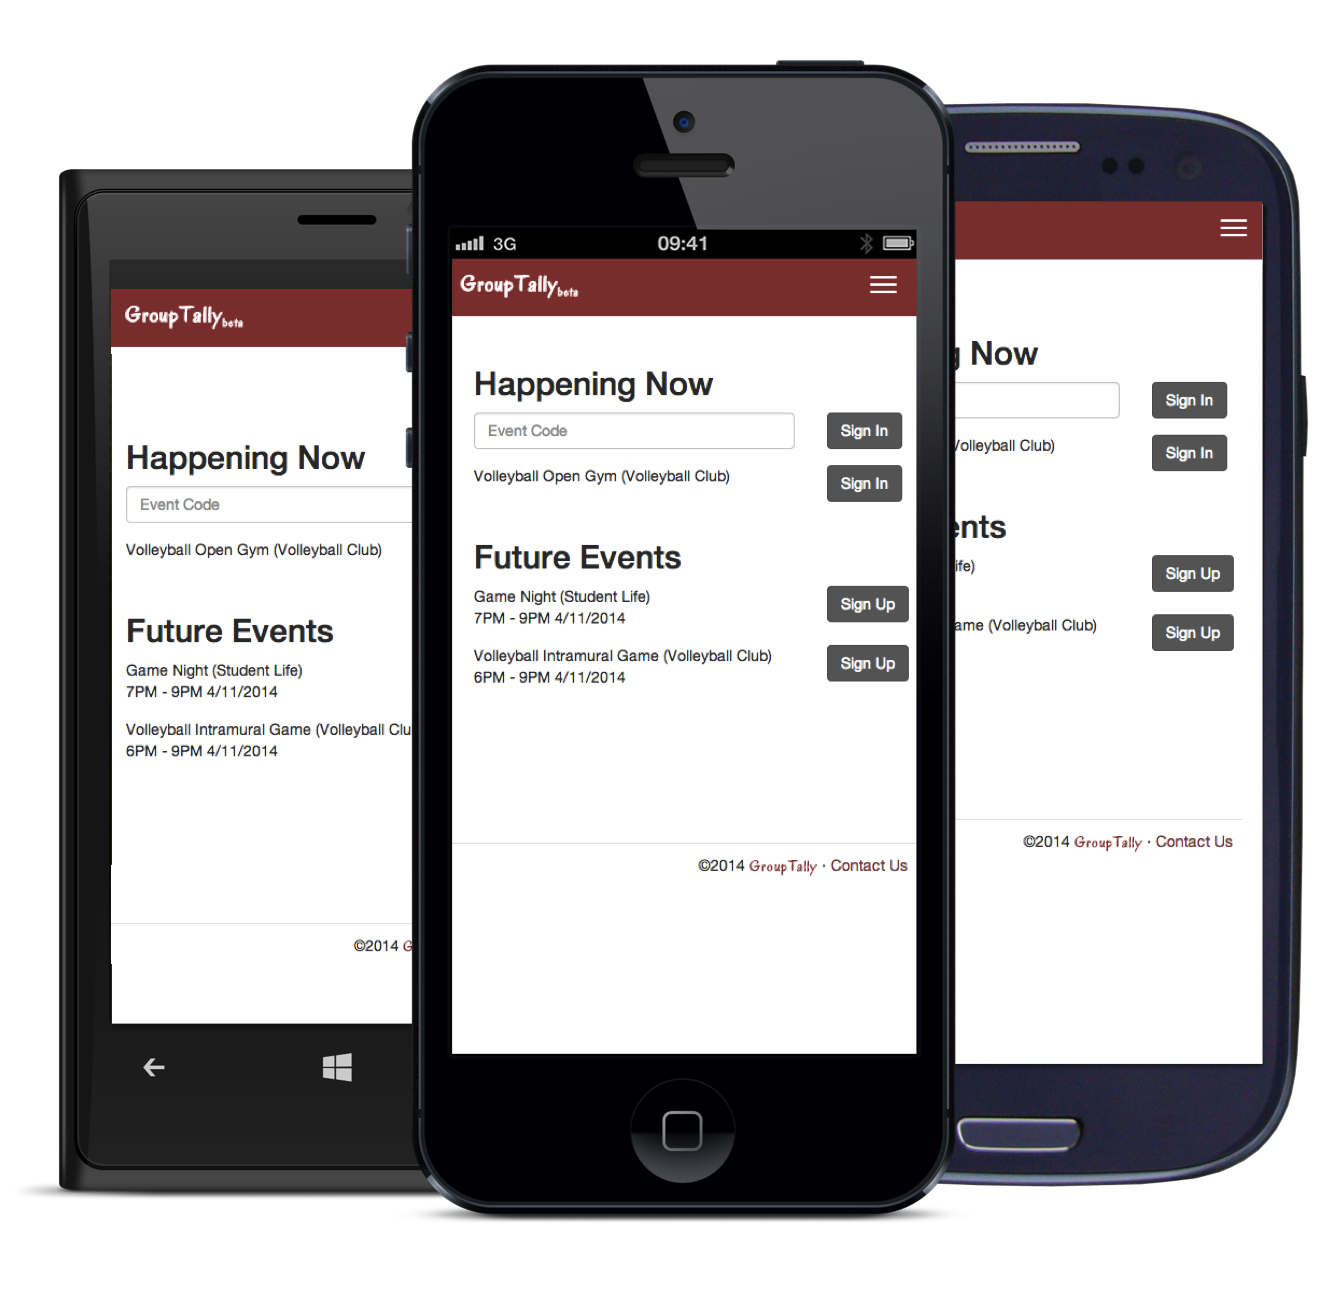 GroupTally beta
Happening Now
Event Code
Volleyball Open Gym (Volleyball Club)
Future Events
Game Night (Student Life)
7PM - 9PM 4/11/2014
Volleyball Intramural Game (Volleyball Clu
6PM - 9PM 4/11/2014
©2014 G
3G 09:41
GroupTally beta
Happening Now
Event Code Sign In
Volleyball Open Gym (Volleyball Club) Sign In
Future Events
Game Night (Student Life) Sign Up
7PM - 9PM 4/11/2014
Volleyball Intramural Game (Volleyball Club) Sign Up
6PM - 9PM 4/11/2014
©2014 GroupTally · Contact Us
g Now
Sign In
Volleyball Club) Sign In
ents
ife) Sign Up
ame (Volleyball Club) Sign Up
©2014 GroupTally · Contact Us